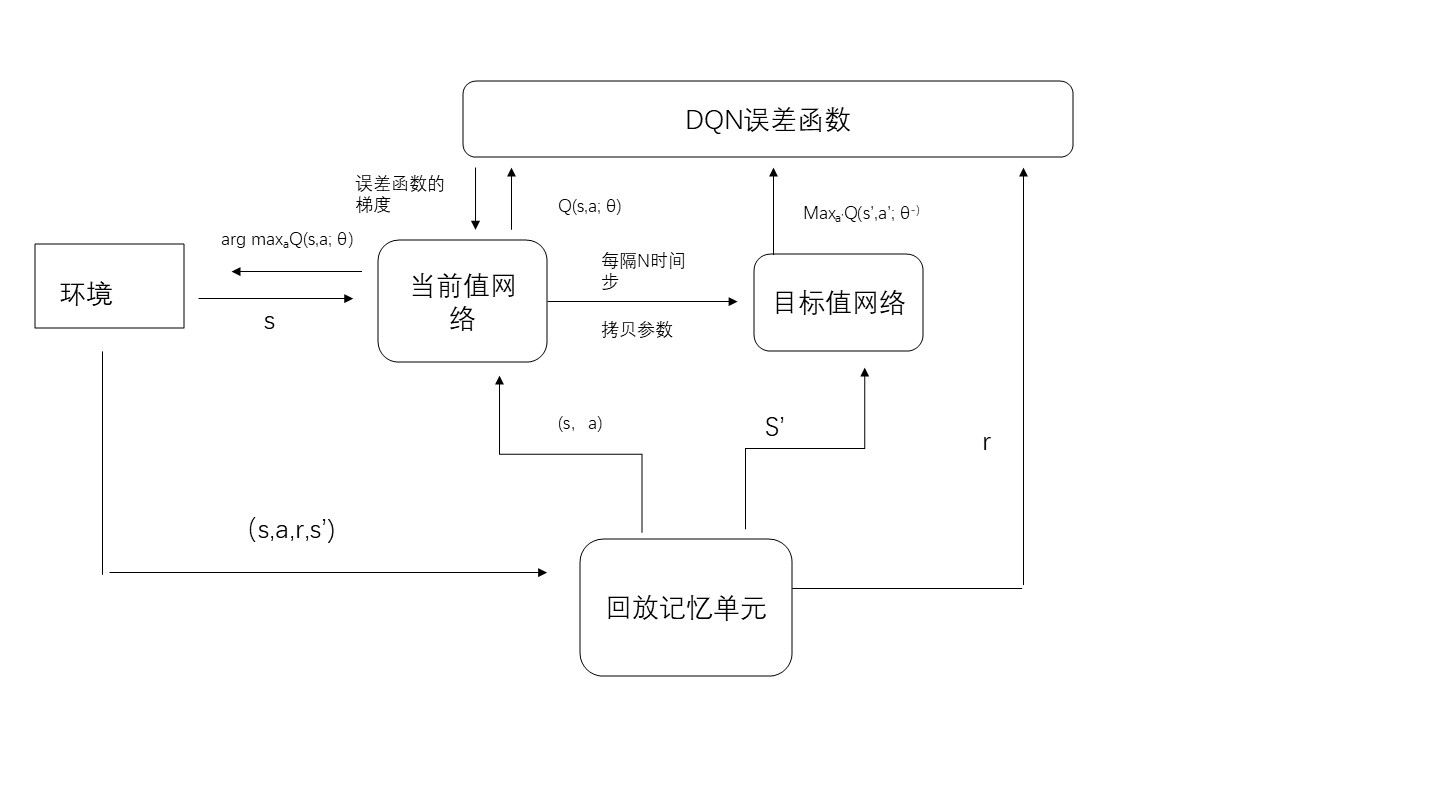 DQN误差函数
误差函数的
梯度
Q(s,a; θ)
Maxₐ'Q(s',a'; θ⁻)
arg maxₐQ(s,a; θ)
每隔N时间
步
环境
当前值网
络
目标值网络
s
拷贝参数
(s, a)
S'
r
(s,a,r,s')
回放记忆单元